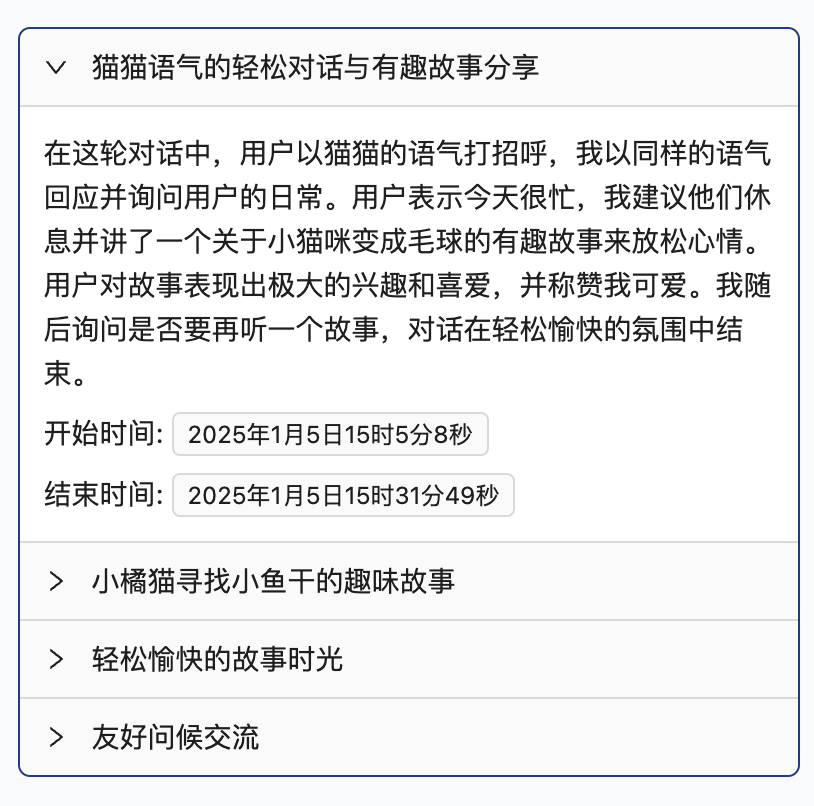 猫猫语气的轻松对话与有趣故事分享
在这轮对话中，用户以猫猫的语气打招呼，我以同样的语气
回应并询问用户的日常。用户表示今天很忙，我建议他们休
息并讲了一个关于小猫咪变成毛球的有趣故事来放松心情。
用户对故事表现出极大的兴趣和喜爱，并称赞我可爱。我随
后询问是否要再听一个故事，对话在轻松愉快的氛围中结
束。
开始时间: 2025年1月5日15时5分8秒
结束时间: 2025年1月5日15时31分49秒
小橘猫寻找小鱼干的趣味故事
轻松愉快的故事时光
友好问候交流